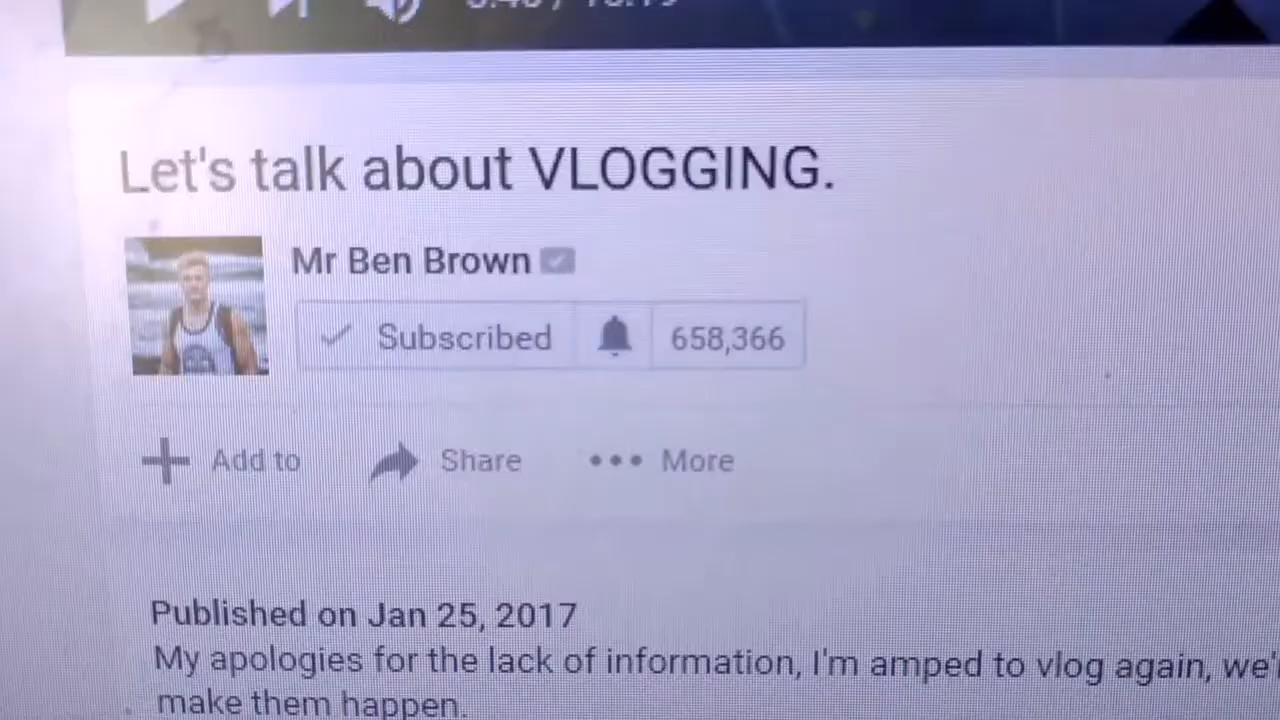 Let's talk about VLOGGING.
Mr Ben Brown
Subscribed 658,366
Add to Share More
Published on Jan 25, 2017
My apologies for the lack of information, I'm amped to vlog again,
make them happen.